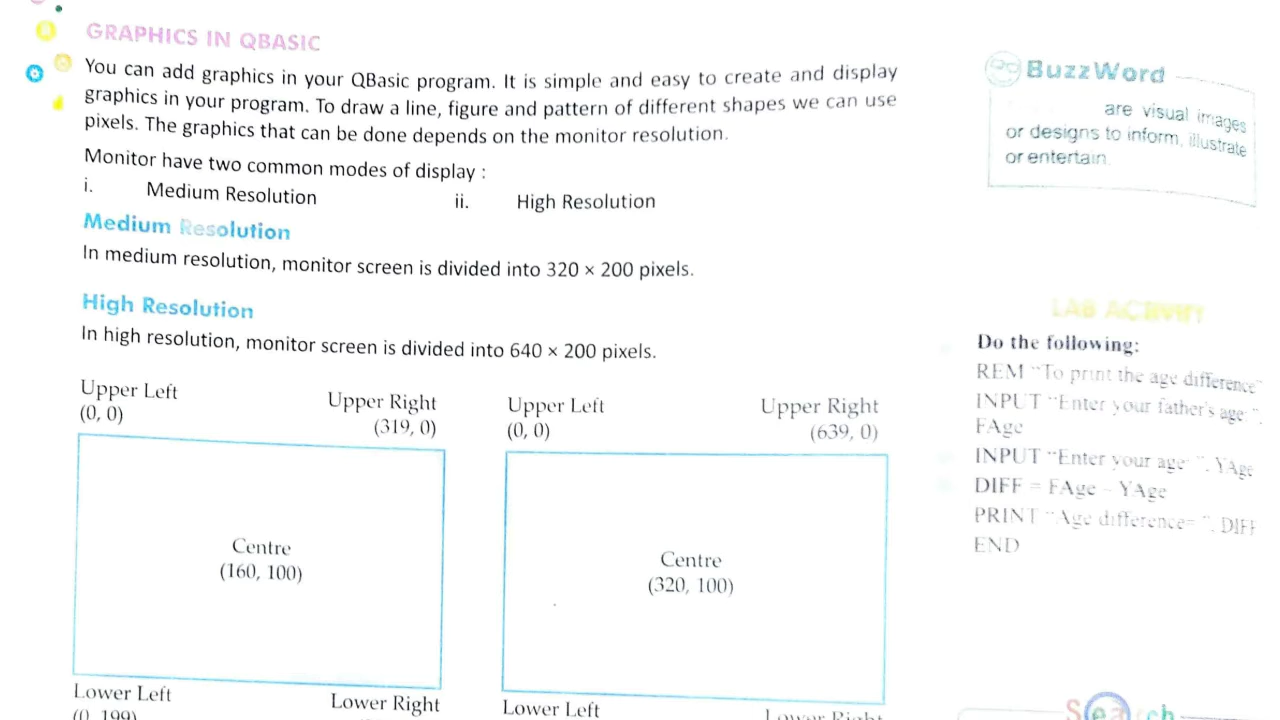 GRAPHICS IN QBASIC
You can add graphics in your QBasic program. It is simple and easy to create and display
graphics in your program. To draw a line, figure and pattern of different shapes we can use
pixels. The graphics that can be done depends on the monitor resolution.
Monitor have two common modes of display :
i. Medium Resolution ii. High Resolution
Medium Resolution
In medium resolution, monitor screen is divided into 320 × 200 pixels.
High Resolution
In high resolution, monitor screen is divided into 640 × 200 pixels.
Upper Left Upper Right
(0, 0) (319, 0)
Centre
(160, 100)
Lower Left Lower Right
(0, 199)
Upper Left Upper Right
(0, 0) (639, 0)
Centre
(320, 100)
Lower Left Lower Right
BuzzWord
are visual images
or designs to inform, illustrate
or entertain.
LAB ACTIVITY
Do the following:
REM "To print the age difference"
INPUT "Enter your father's age: ",
FAge
INPUT "Enter your age: ", YAge
DIFF = FAge – YAge
PRINT "Age difference= ", DIFF
END
Search